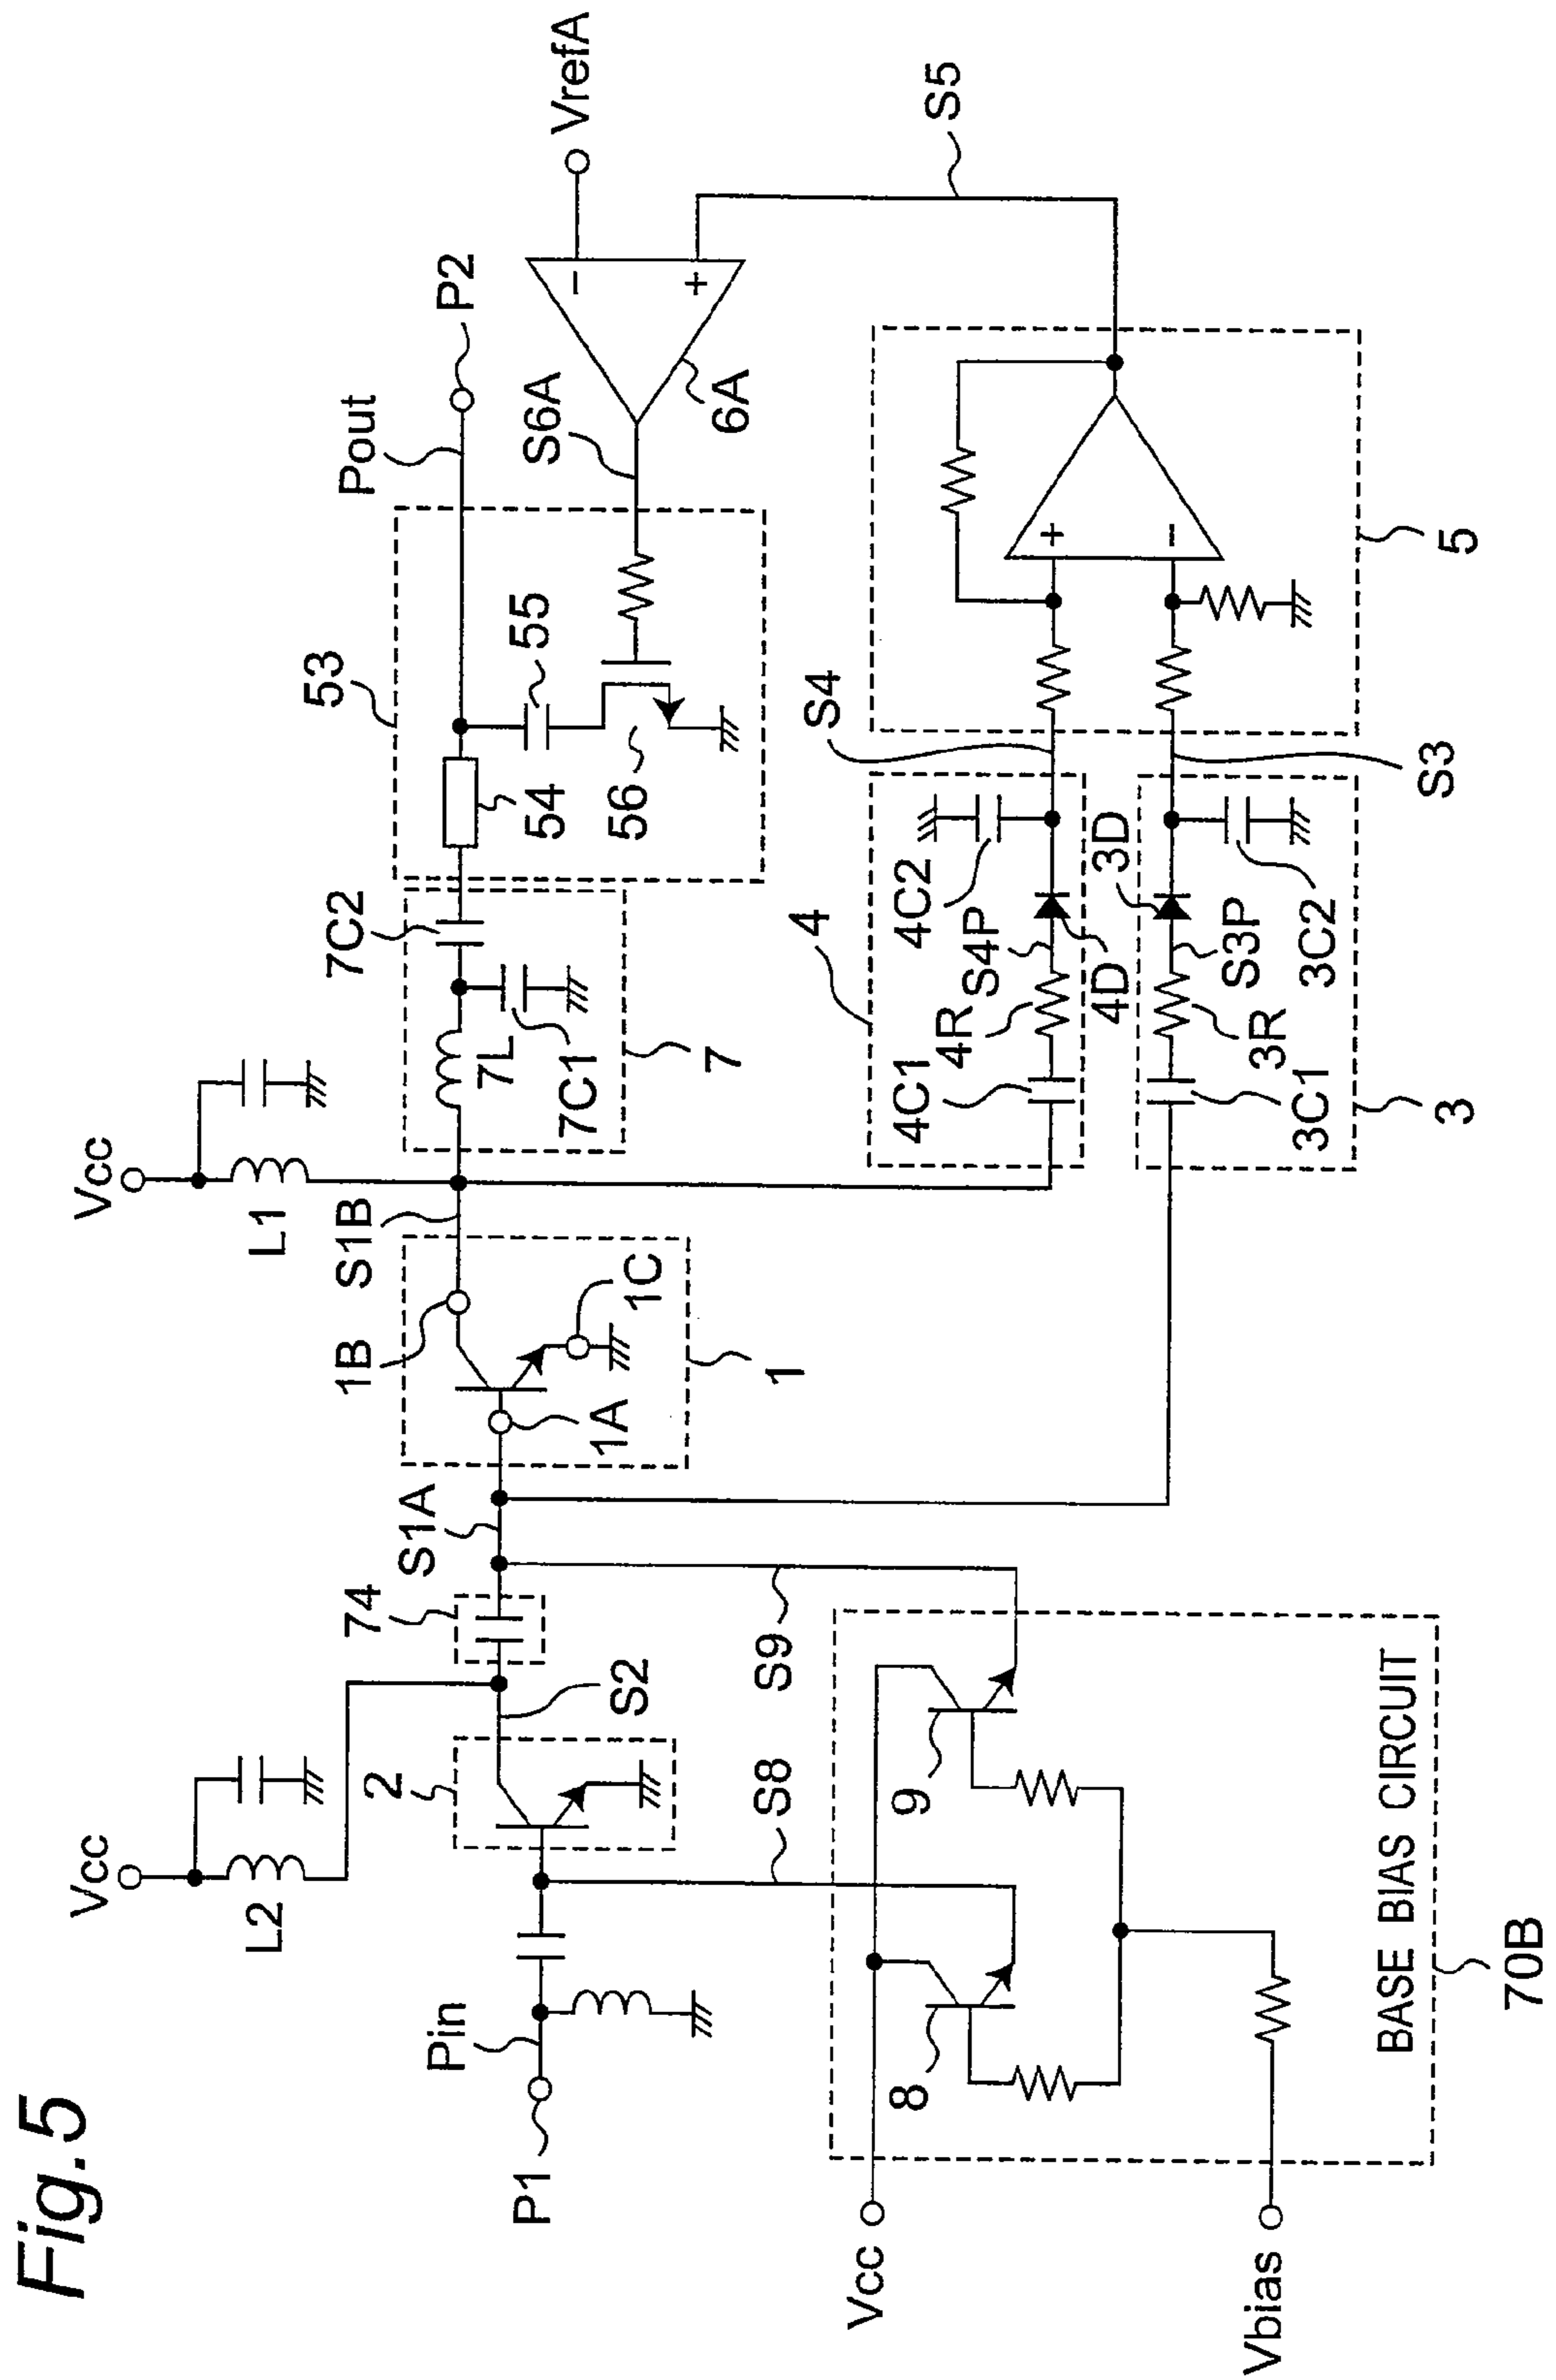 Fig.5
Vcc
L2
Vcc
L1
P1
Pin
2
S2
74
S1A
1A
1B
1C
1
S1B
7L
7C1
7C2
7
53
54
55
56
Pout
P2
S6A
6A
−
+
VrefA
S5
S8
S9
Vcc
8
9
Vbias
BASE BIAS CIRCUIT
70B
4
4C1
4R
S4P
4D
4C2
S4
3C1
3R
S3P
3D
3C2
S3
3
+
−
5